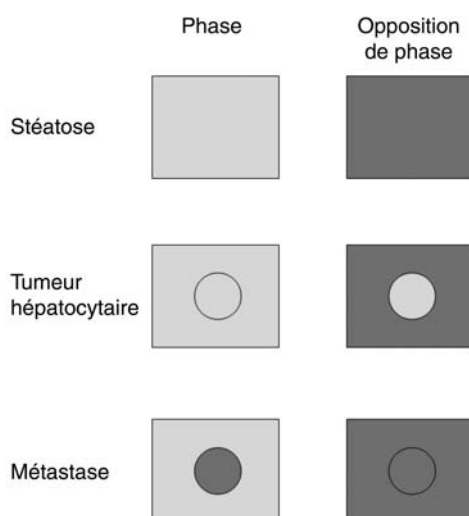 Phase
Opposition
de phase
Stéatose
Tumeur
hépatocytaire
Métastase